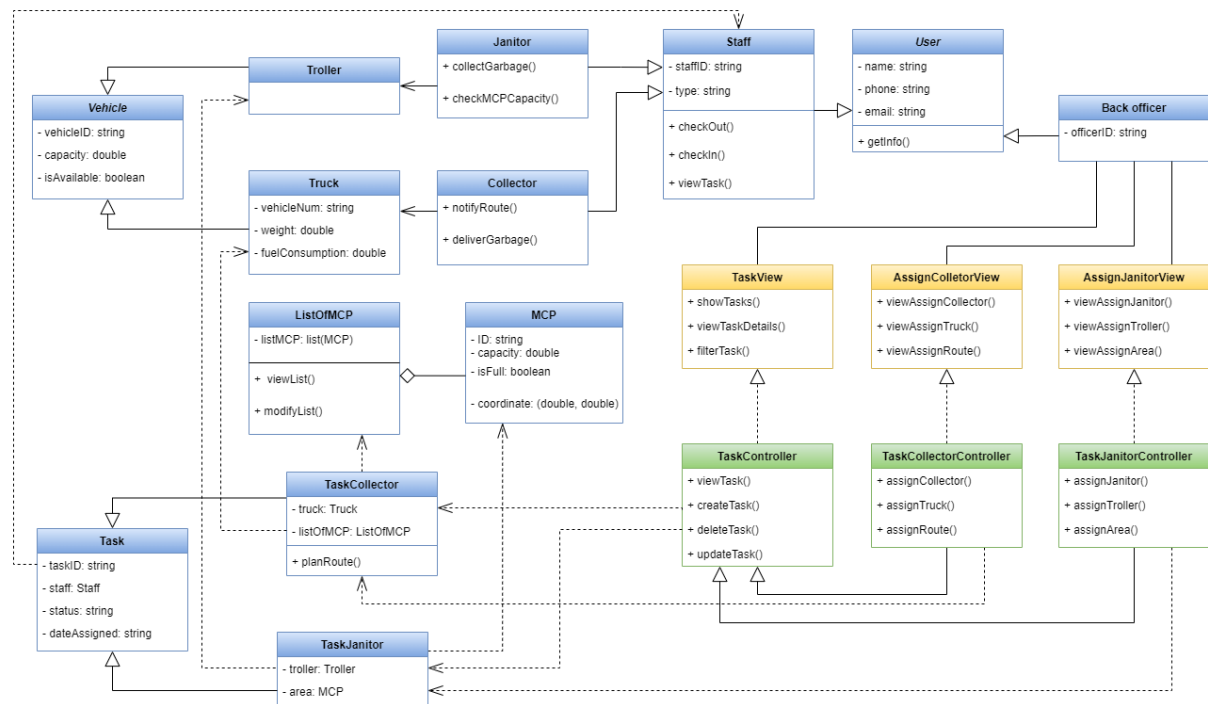 Janitor
+ collectGarbage()
+ checkMCPCapacity()
Staff
- staffID: string
- type: string
+ checkOut()
+ checkIn()
+ viewTask()
User
- name: string
- phone: string
- email: string
+ getInfo()
Troller
Vehicle
- vehicleID: string
- capacity: double
- isAvailable: boolean
Back officer
- officerID: string
Truck
- vehicleNum: string
- weight: double
- fuelConsumption: double
Collector
+ notifyRoute()
+ deliverGarbage()
TaskView
+ showTasks()
+ viewTaskDetails()
+ filterTask()
AssignColletorView
+ viewAssignCollector()
+ viewAssignTruck()
+ viewAssignRoute()
AssignJanitorView
+ viewAssignJanitor()
+ viewAssignTroller()
+ viewAssignArea()
ListOfMCP
- listMCP: list(MCP)
+ viewList()
+ modifyList()
MCP
- ID: string
- capacity: double
- isFull: boolean
- coordinate: (double, double)
TaskController
+ viewTask()
+ createTask()
+ deleteTask()
+ updateTask()
TaskCollectorController
+ assignCollector()
+ assignTruck()
+ assignRoute()
TaskJanitorController
+ assignJanitor()
+ assignTroller()
+ assignArea()
TaskCollector
- truck: Truck
- listOfMCP: ListOfMCP
+ planRoute()
Task
- taskID: string
- staff: Staff
- status: string
- dateAssigned: string
TaskJanitor
- troller: Troller
- area: MCP